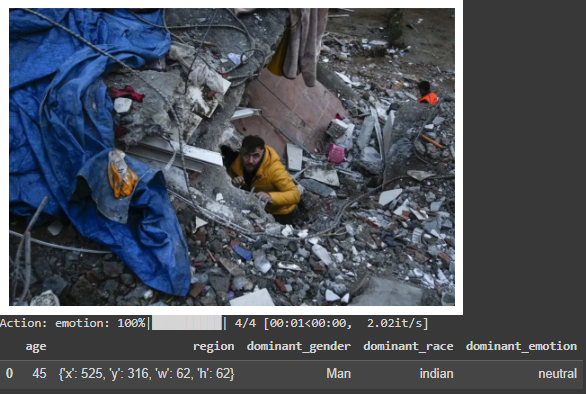 Action: emotion: 100%|██████████| 4/4 [00:01<00:00, 2.02it/s]
age region dominant_gender dominant_race dominant_emotion
0 45 {'x': 525, 'y': 316, 'w': 62, 'h': 62} Man indian neutral